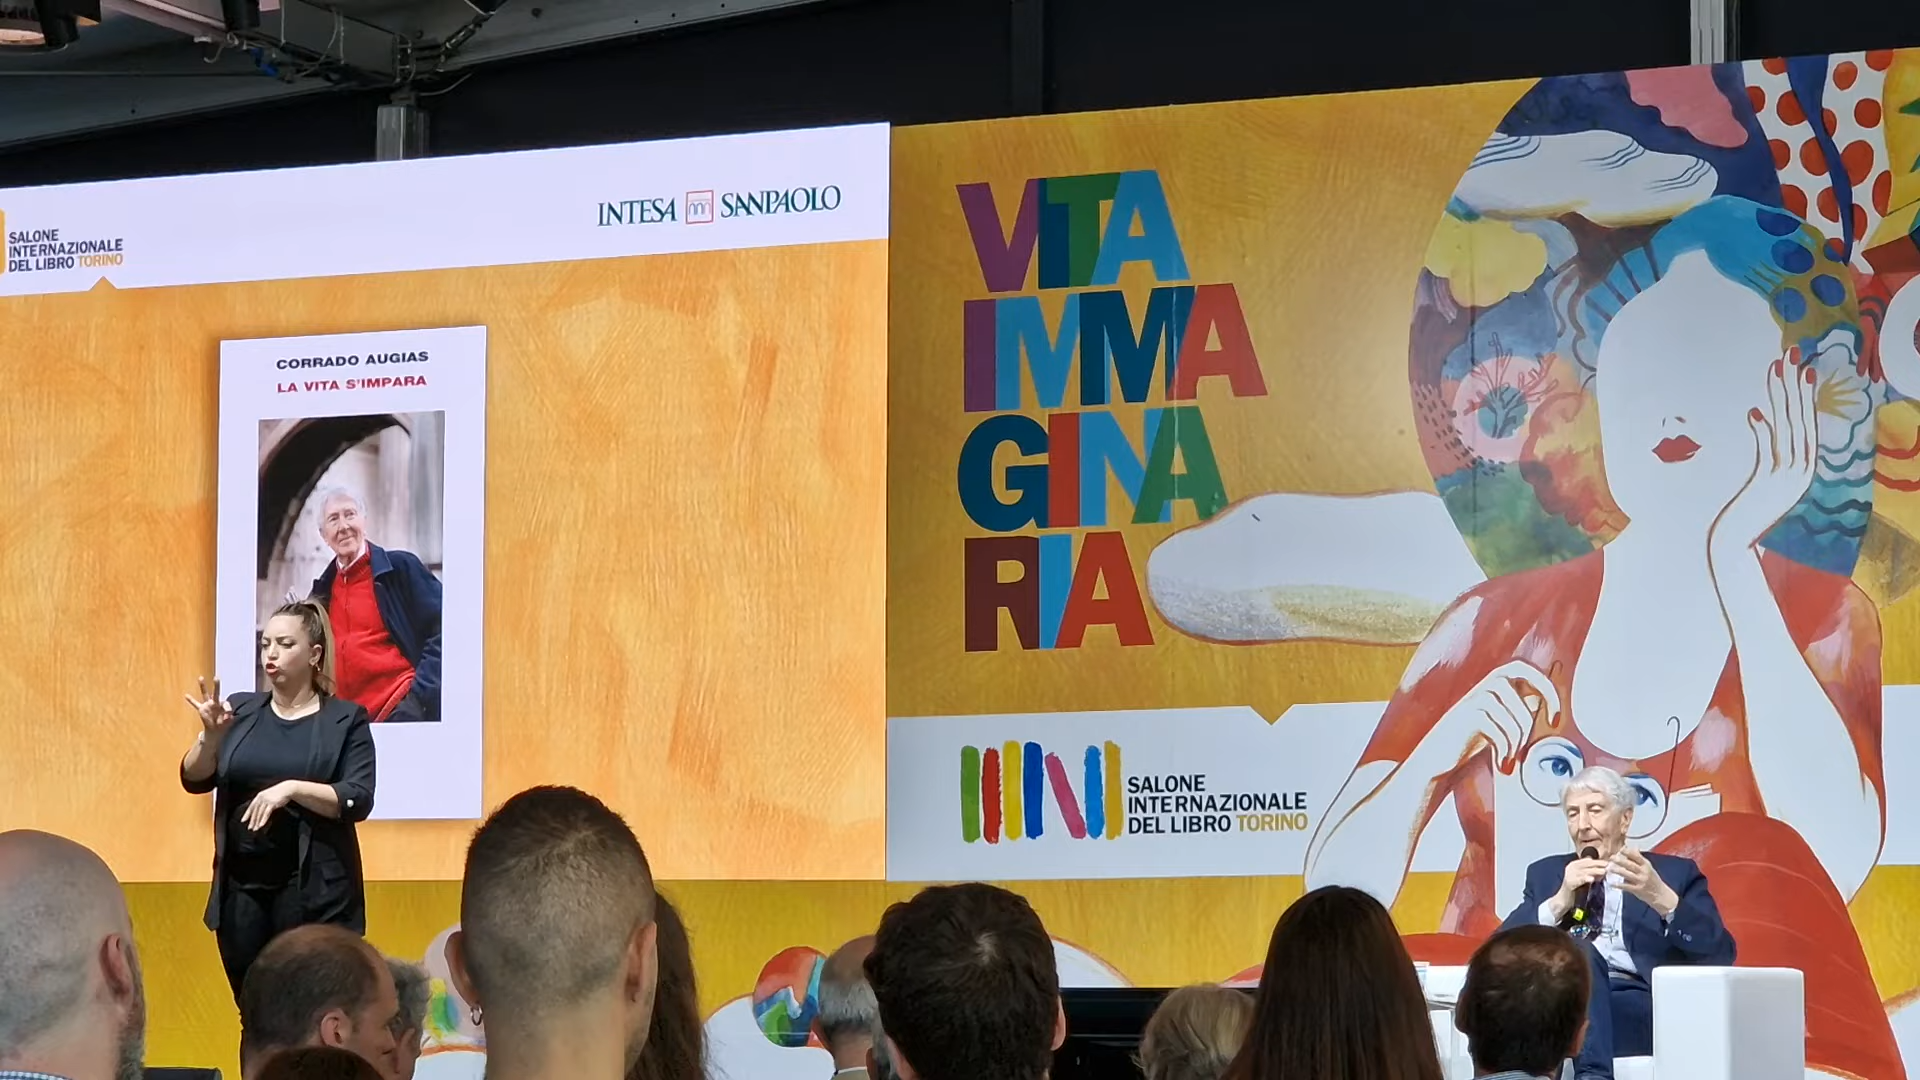 SALONE
INTERNAZIONALE
DEL LIBRO TORINO
INTESA SANPAOLO
CORRADO AUGIAS
LA VITA S'IMPARA
VITA
IMMA
GINA
RIA
SALONE
INTERNAZIONALE
DEL LIBRO TORINO